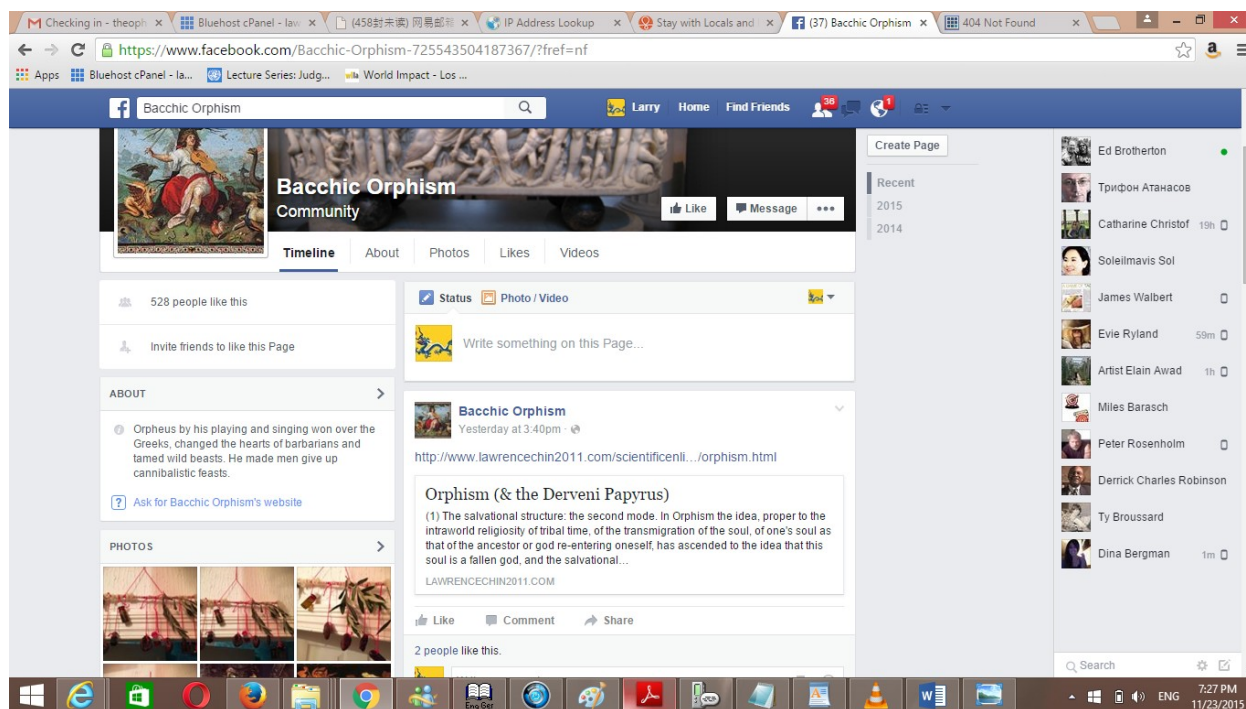 Checking in - theoph
Bluehost cPanel - law
(458封未读) 网易邮箱
IP Address Lookup
Stay with Locals and
(37) Bacchic Orphism
404 Not Found
https://www.facebook.com/Bacchic-Orphism-725543504187367/?fref=nf
Apps
Bluehost cPanel - la...
Lecture Series: Judg...
World Impact - Los ...
Bacchic Orphism
Larry
Home
Find Friends
36
1
Bacchic Orphism
Community
Like
Message
Timeline
About
Photos
Likes
Videos
Create Page
Recent
2015
2014
528 people like this
Invite friends to like this Page
ABOUT
Orpheus by his playing and singing won over the
Greeks, changed the hearts of barbarians and
tamed wild beasts. He made men give up
cannibalistic feasts.
Ask for Bacchic Orphism's website
PHOTOS
Status
Photo / Video
Write something on this Page...
Bacchic Orphism
Yesterday at 3:40pm ·
http://www.lawrencechin2011.com/scientificenli.../orphism.html
Orphism (& the Derveni Papyrus)
(1) The salvational structure: the second mode. In Orphism the idea, proper to the
intraworld religiosity of tribal time, of the transmigration of the soul, of one's soul as
that of the ancestor or god re-entering oneself, has ascended to the idea that this
soul is a fallen god, and the salvational...
LAWRENCECHIN2011.COM
Like
Comment
Share
2 people like this.
Ed Brotherton
Трифон Атанасов
Catharine Christof 19h
Soleilmavis Sol
James Walbert
Evie Ryland 59m
Artist Elain Awad 1h
Miles Barasch
Peter Rosenholm
Derrick Charles Robinson
Ty Broussard
Dina Bergman 1m
Search
Eng Ger
ENG
7:27 PM
11/23/2015